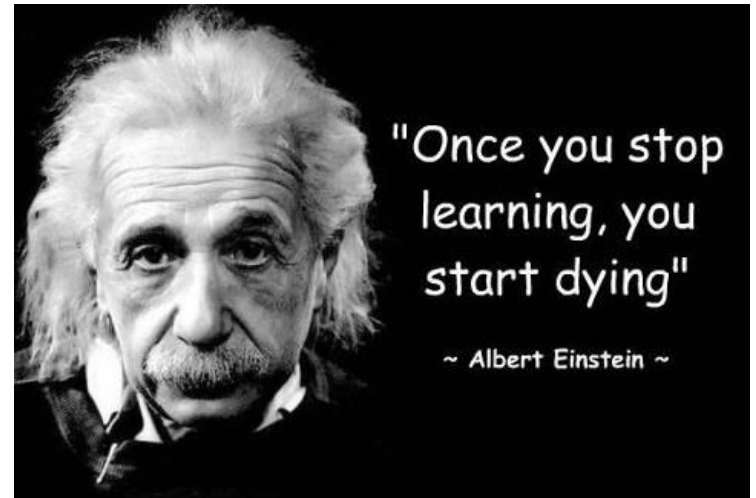 "Once you stop
learning, you
start dying"
~ Albert Einstein ~